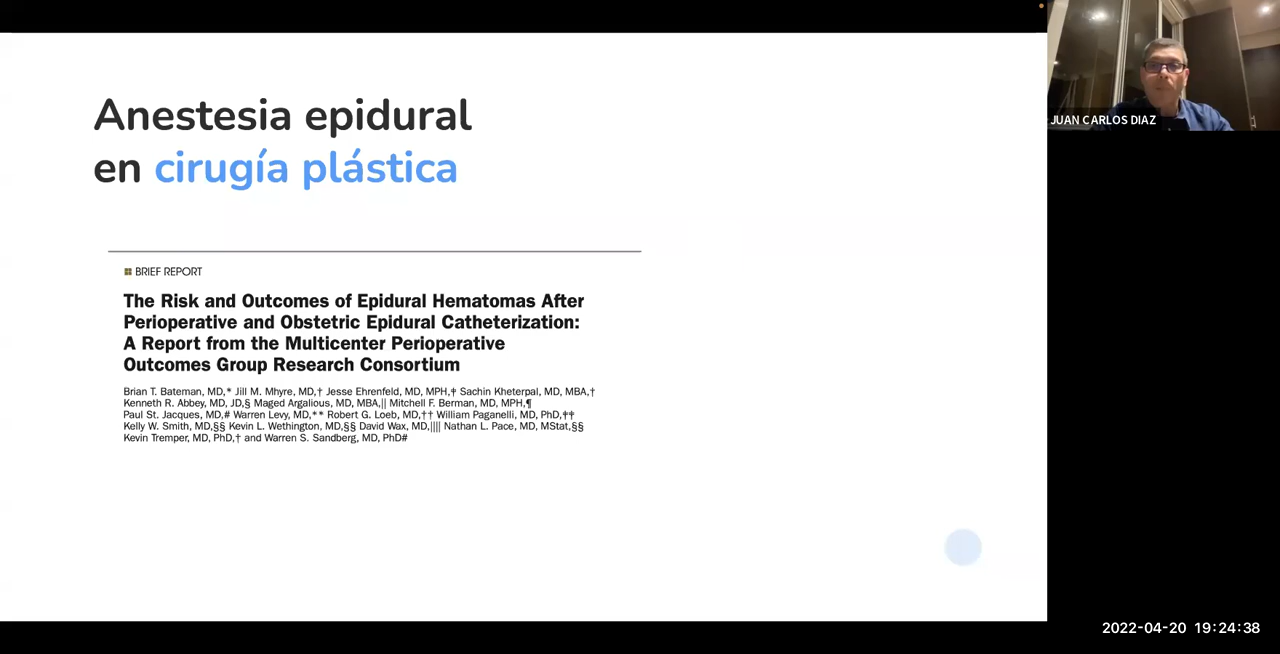 Anestesia epidural
en cirugía plástica
BRIEF REPORT
The Risk and Outcomes of Epidural Hematomas After
Perioperative and Obstetric Epidural Catheterization:
A Report from the Multicenter Perioperative
Outcomes Group Research Consortium
Brian T. Bateman, MD,* Jill M. Mhyre, MD,† Jesse Ehrenfeld, MD, MPH,ǂ Sachin Kheterpal, MD, MBA,†
Kenneth R. Abbey, MD, JD,§ Maged Argalious, MD, MBA,|| Mitchell F. Berman, MD, MPH,¶
Paul St. Jacques, MD,# Warren Levy, MD,** Robert G. Loeb, MD,†† William Paganelli, MD, PhD,ǂǂ
Kelly W. Smith, MD,§§ Kevin L. Wethington, MD,§§ David Wax, MD,|||| Nathan L. Pace, MD, MStat,§§
Kevin Tremper, MD, PhD,† and Warren S. Sandberg, MD, PhD#
JUAN CARLOS DIAZ
2022-04-20 19:24:38